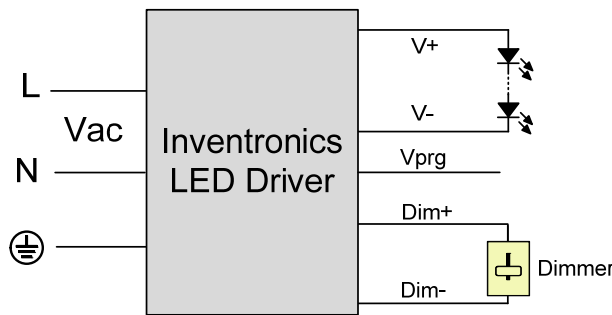 L
Vac
N
Inventronics
LED Driver
V+
V-
Vprg
Dim+
Dim-
Dimmer